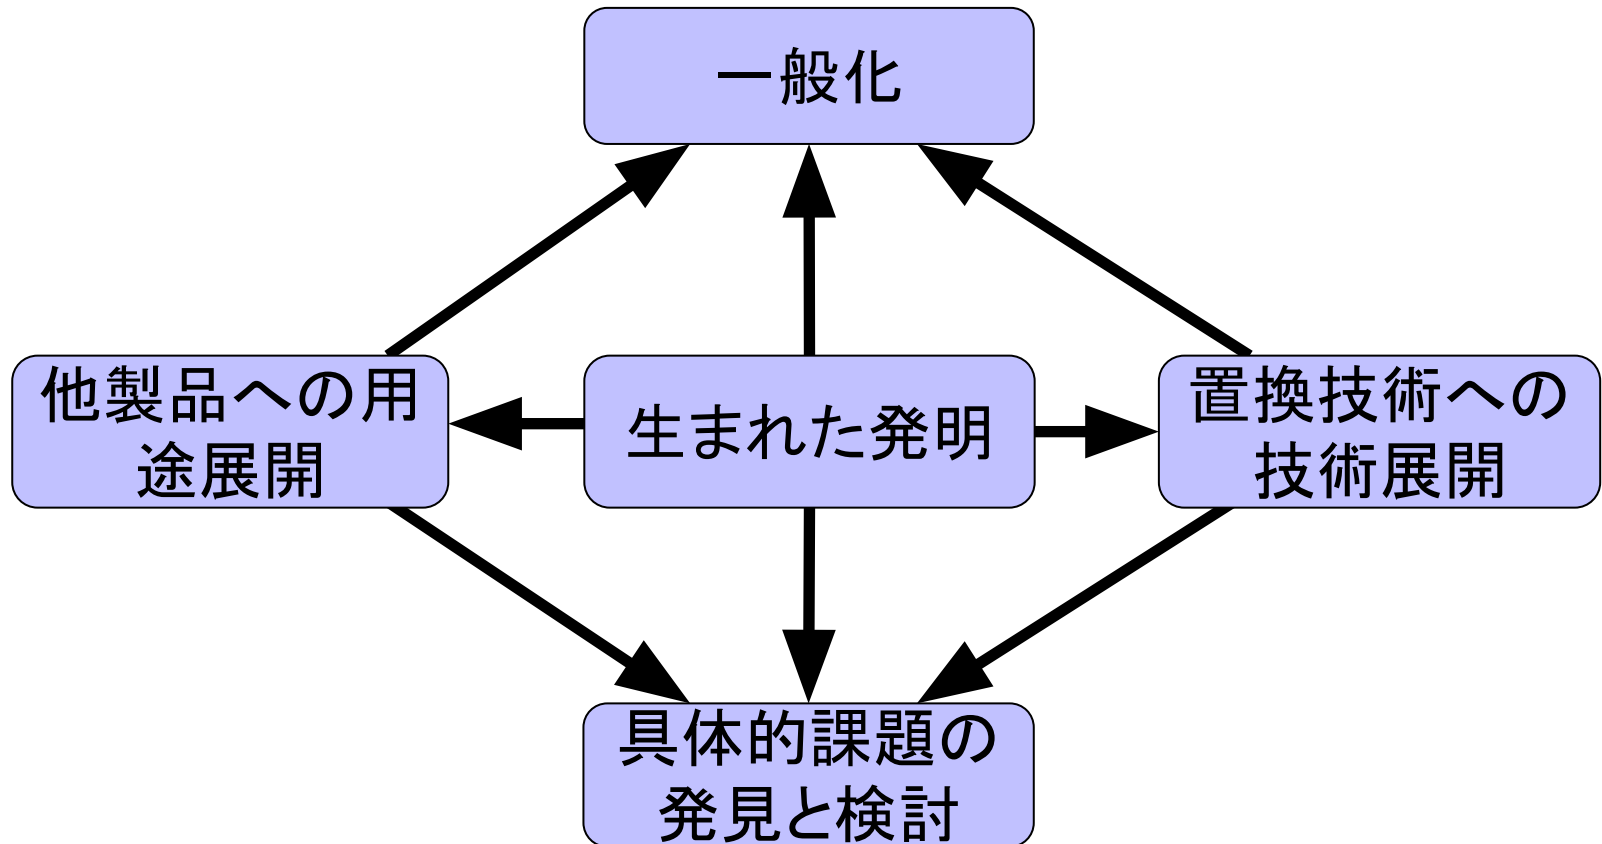 一般化
他製品への用
途展開
生まれた発明
置換技術への
技術展開
具体的課題の
発見と検討